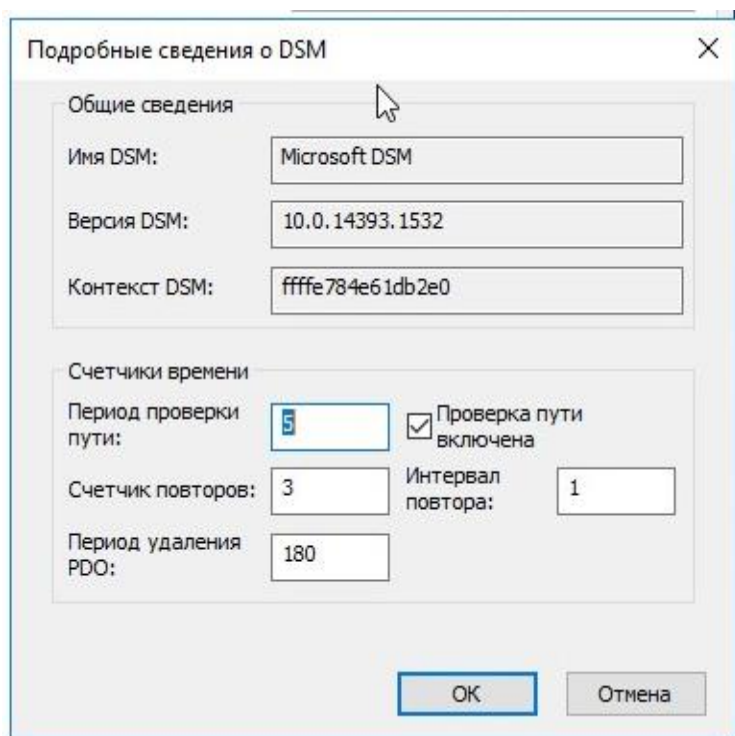 Подробные сведения о DSM
Общие сведения
Имя DSM:
Microsoft DSM
Версия DSM:
10.0.14393.1532
Контекст DSM:
ffffe784e61db2e0
Счетчики времени
Период проверки
пути:
5
Проверка пути
включена
Счетчик повторов:
3
Интервал
повтора:
1
Период удаления
PDO:
180
OK
Отмена